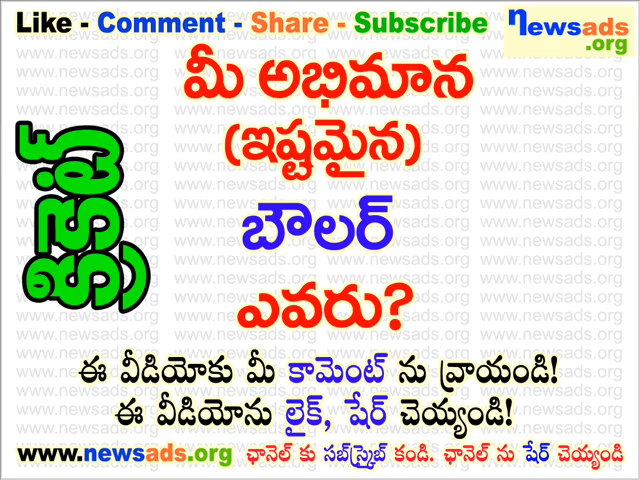 Like - Comment - Share - Subscribe
newsads
.org
మీ అభిమాన
(ఇష్టమైన)
బౌలర్
ఎవరు?
క్రికెట్
ఈ వీడియోకు మీ కామెంట్ ను వ్రాయండి!
ఈ వీడియోను లైక్, షేర్ చెయ్యండి!
www.newsads.org ఛానెల్ కు సబ్‌స్క్రైబ్ కండి. ఛానెల్ ను షేర్ చెయ్యండి